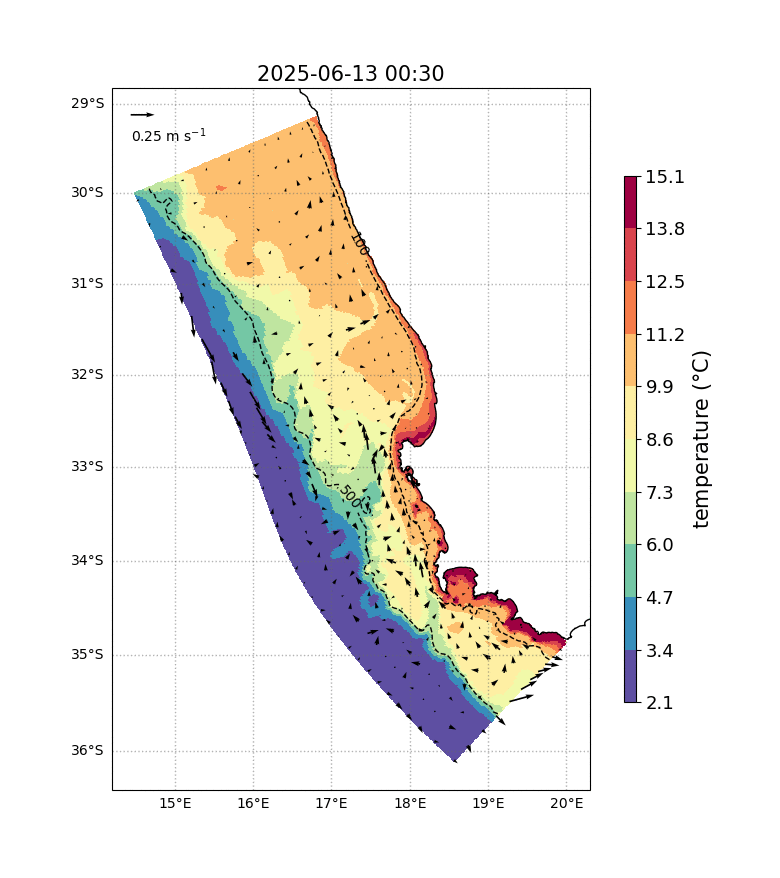 2025-06-13 00:30
0.25 m s⁻¹
29°S
30°S
31°S
32°S
33°S
34°S
35°S
36°S
100
500
15°E
16°E
17°E
18°E
19°E
20°E
15.1
13.8
12.5
11.2
9.9
8.6
7.3
6.0
4.7
3.4
2.1
temperature (°C)